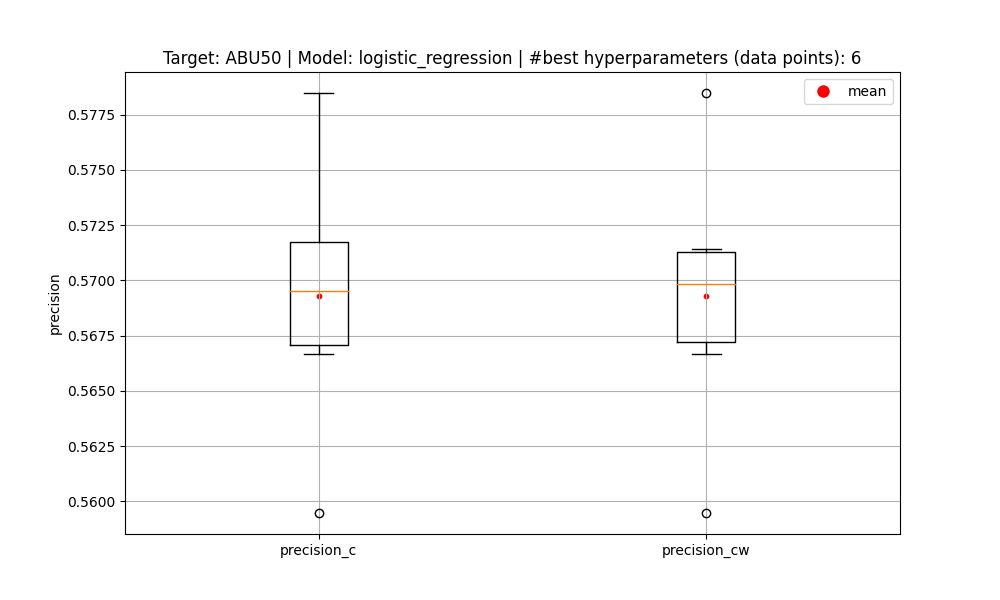 Target: ABU50 | Model: logistic_regression | #best hyperparameters (data points): 6
mean
0.5775
0.5750
0.5725
0.5700
0.5675
0.5650
0.5625
0.5600
precision
precision_c
precision_cw